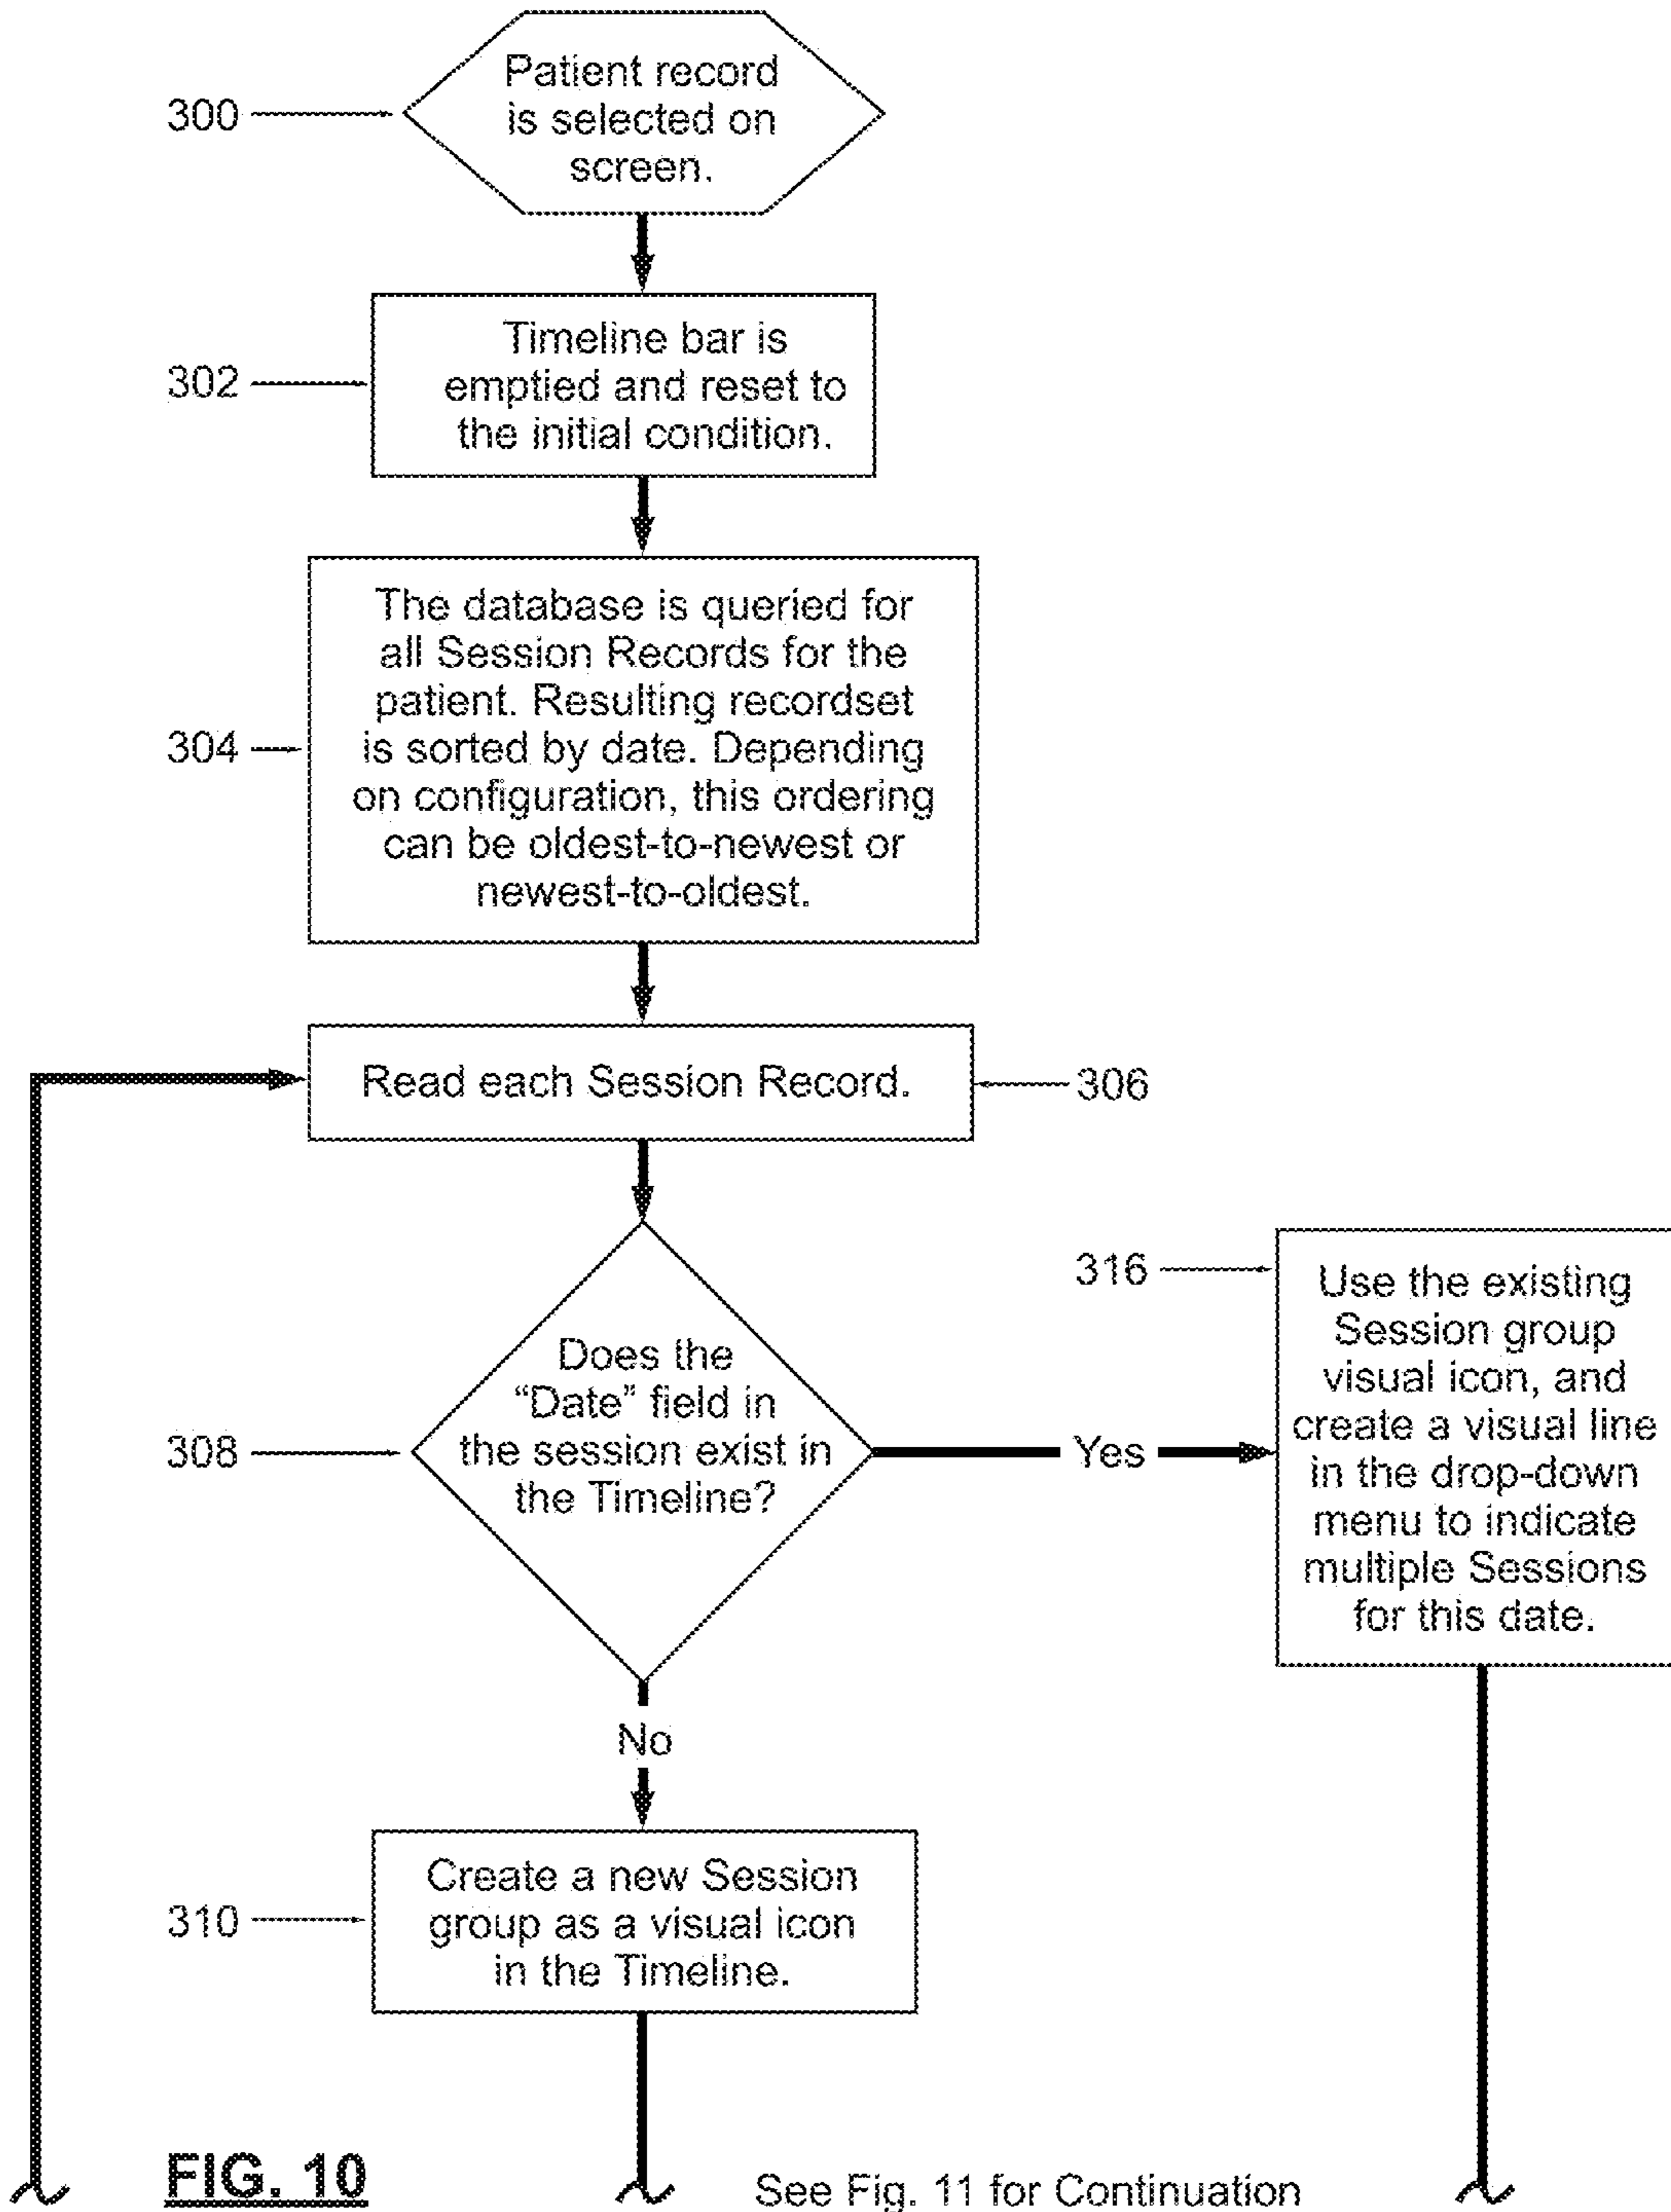 300
Patient record
is selected on
screen.
302
Timeline bar is
emptied and reset to
the initial condition.
304
The database is queried for
all Session Records for the
patient. Resulting recordset
is sorted by date. Depending
on configuration, this ordering
can be oldest-to-newest or
newest-to-oldest.
Read each Session Record.
306
308
Does the
“Date” field in
the session exist in
the Timeline?
Yes
316
Use the existing
Session group
visual icon, and
create a visual line
in the drop-down
menu to indicate
multiple Sessions
for this date.
No
310
Create a new Session
group as a visual icon
in the Timeline.
FIG. 10
See Fig. 11 for Continuation